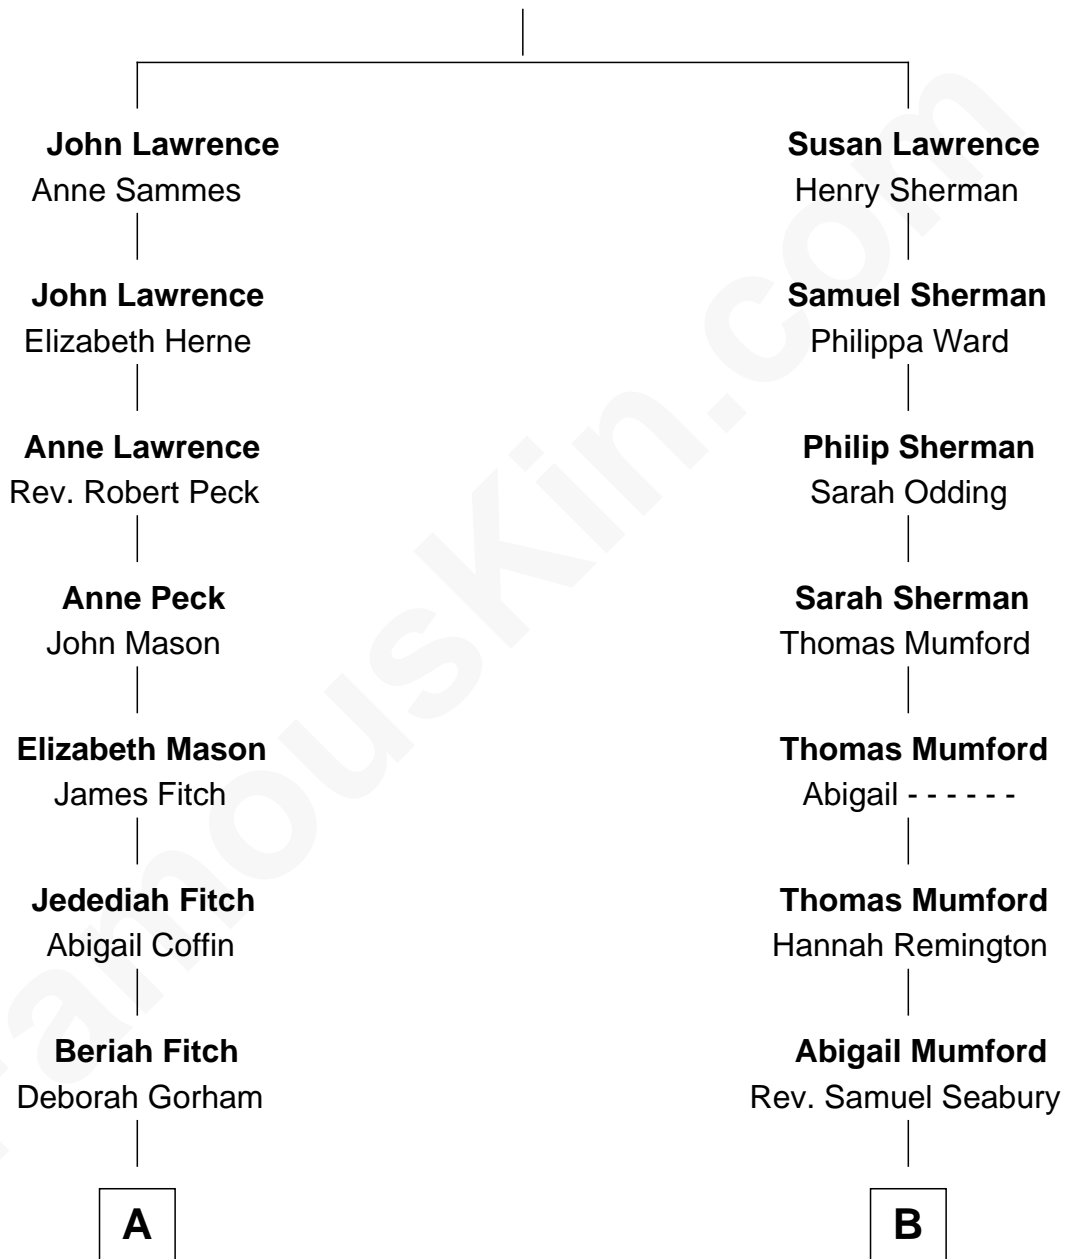 John Lawrence
Anne Sammes
John Lawrence
Elizabeth Herne
Anne Lawrence
Rev. Robert Peck
Anne Peck
John Mason
Elizabeth Mason
James Fitch
Jedediah Fitch
Abigail Coffin
Beriah Fitch
Deborah Gorham
A
Susan Lawrence
Henry Sherman
Samuel Sherman
Philippa Ward
Philip Sherman
Sarah Odding
Sarah Sherman
Thomas Mumford
Thomas Mumford
Abigail - - - - - -
Thomas Mumford
Hannah Remington
Abigail Mumford
Rev. Samuel Seabury
B
FamousKin.com